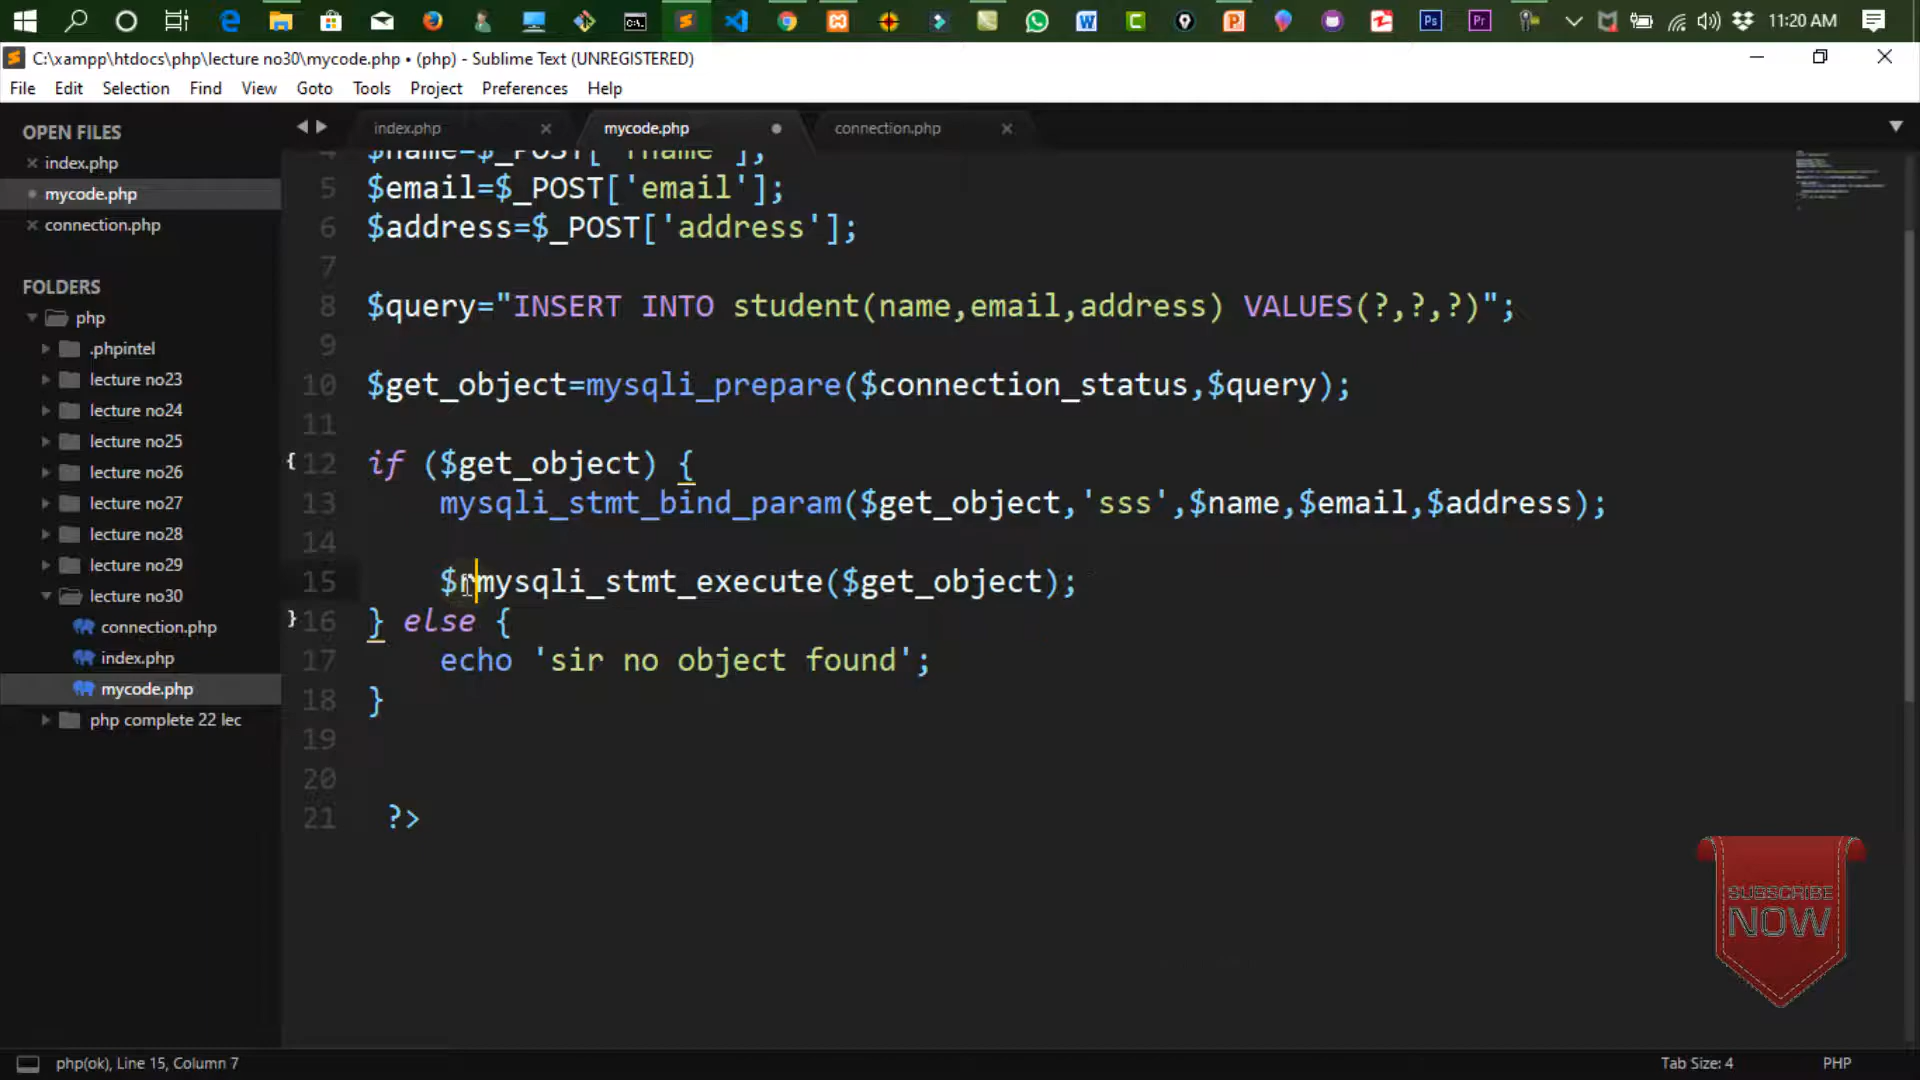 11:20 AM
C:\xampp\htdocs\php\lecture no30\mycode.php • (php) - Sublime Text (UNREGISTERED)
File Edit Selection Find View Goto Tools Project Preferences Help
OPEN FILES
index.php
mycode.php
connection.php
FOLDERS
php
.phpintel
lecture no23
lecture no24
lecture no25
lecture no26
lecture no27
lecture no28
lecture no29
lecture no30
connection.php
index.php
mycode.php
php complete 22 lec
index.php mycode.php connection.php
4 $name=$_POST['fname'];
5 $email=$_POST['email'];
6 $address=$_POST['address'];
7
8 $query="INSERT INTO student(name,email,address) VALUES(?,?,?)";
9
10 $get_object=mysqli_prepare($connection_status,$query);
11
12 if ($get_object) {
13 mysqli_stmt_bind_param($get_object,'sss',$name,$email,$address);
14
15 $rmysqli_stmt_execute($get_object);
16 } else {
17 echo 'sir no object found';
18 }
19
20
21 ?>
SUBSCRIBE
NOW
php(ok), Line 15, Column 7
Tab Size: 4
PHP